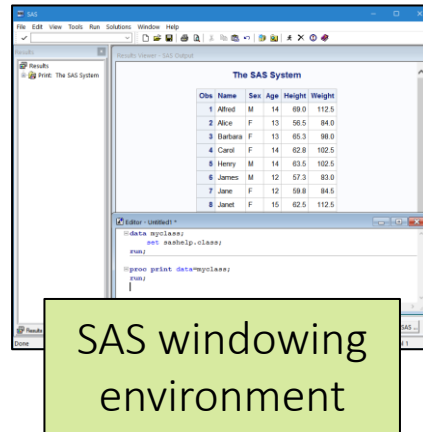 SAS
File Edit View Tools Run Solutions Window Help
Results
Results Viewer - SAS Output
Results
Print: The SAS System
The SAS System
Obs Name Sex Age Height Weight
1 Alfred M 14 69.0 112.5
2 Alice F 13 56.5 84.0
3 Barbara F 13 65.3 98.0
4 Carol F 14 62.8 102.5
5 Henry M 14 63.5 102.5
6 James M 12 57.3 83.0
7 Jane F 12 59.8 84.5
8 Janet F 15 62.5 112.5
Editor - Untitled1 *
data myclass;
set sashelp.class;
run;
proc print data=myclass;
run;
Results
SAS ...
Done
SAS windowing
environment